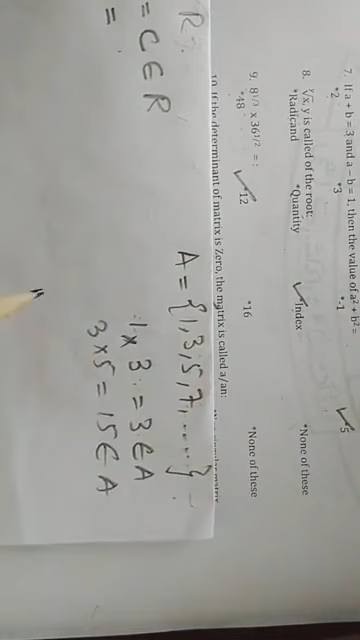 7. If a + b = 3 and a − b = 1, then the value of a² + b² =
*2 *3 *-1 ✓5
8. ʸ√x, y is called of the root:
*Radicand *Quantity ✓Index *None of these
9. 8^1/3 x 36^1/2 = :
*48 ✓12 *16 *None of these
10. If the determinant of matrix is Zero, the matrix is called a/an:
A = {1,3,5,7,.....}
1 x 3 = 3 ∈ A
3 x 5 = 15 ∈ A
R
= C ∈ R
=